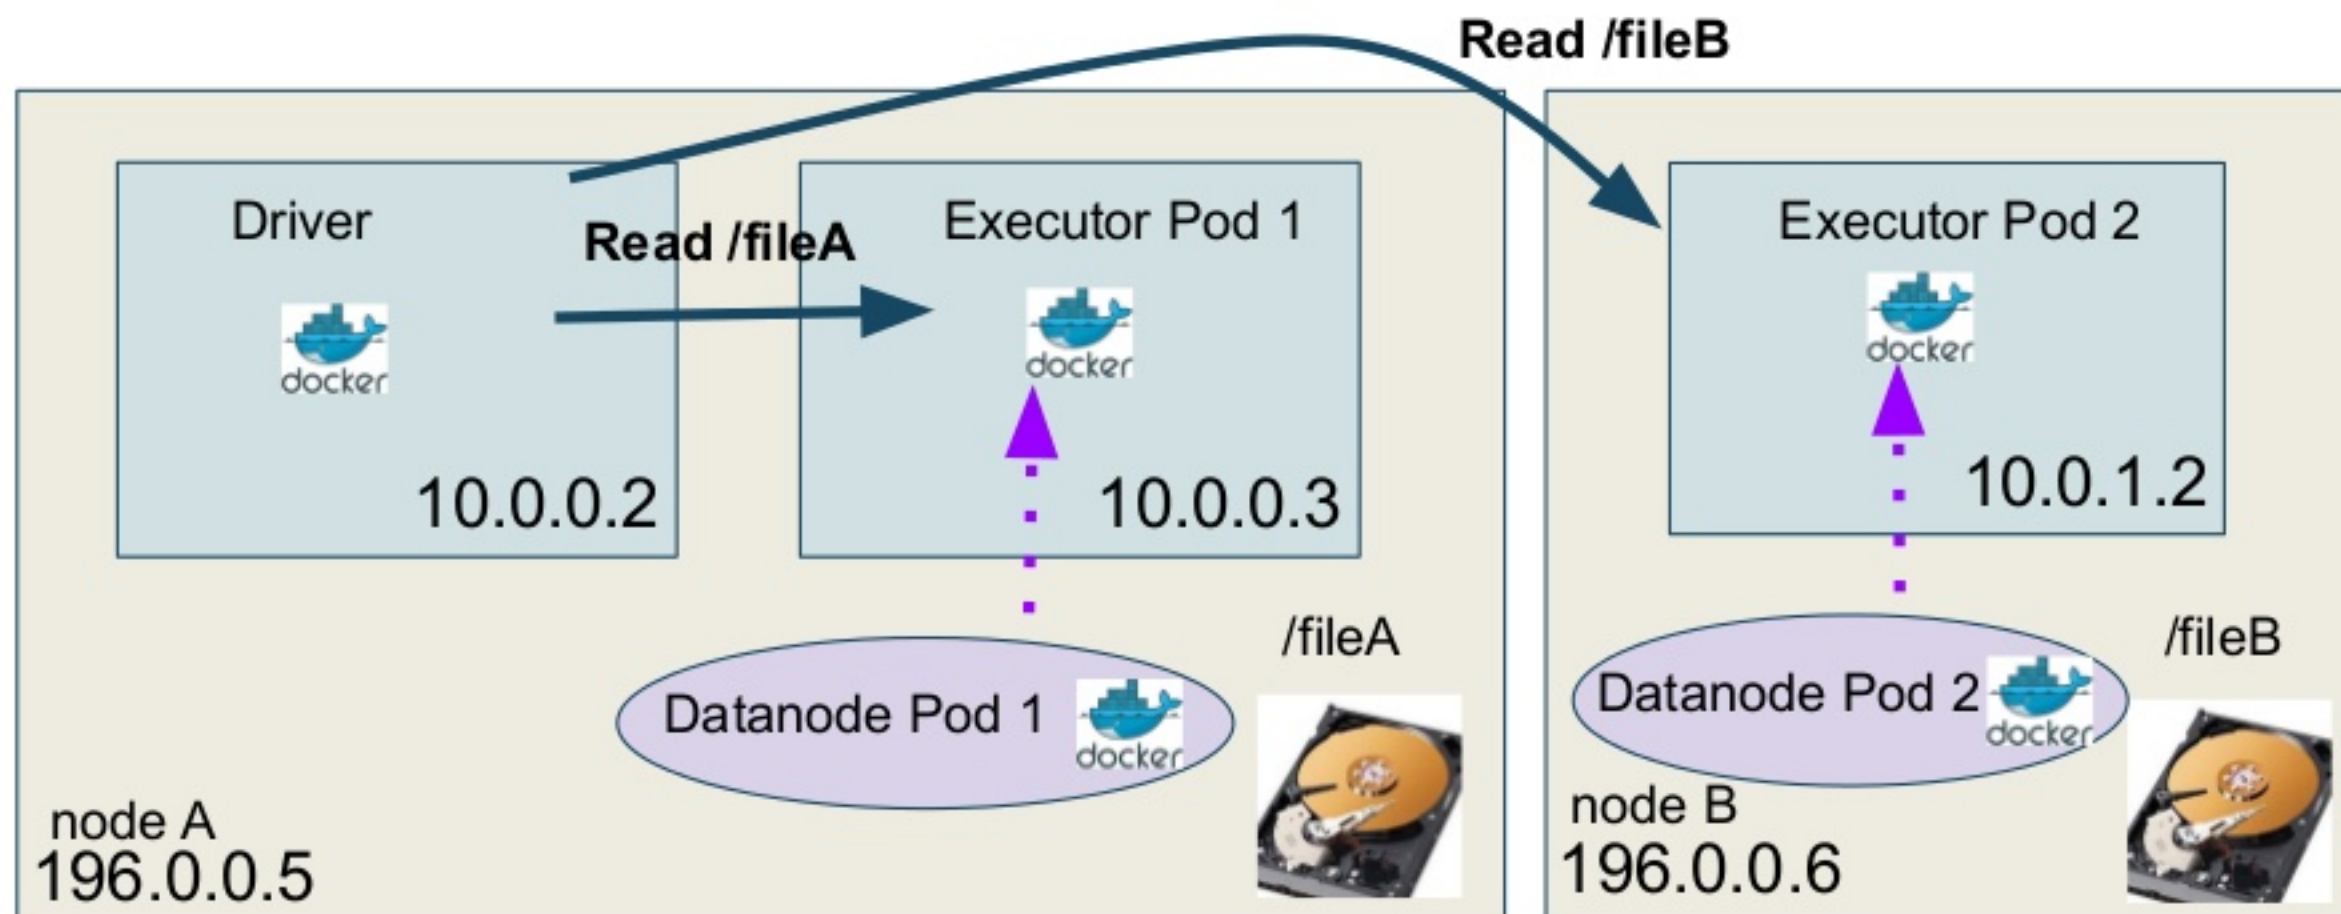 Read /fileB
Driver
Read /fileA
Executor Pod 1
Executor Pod 2
docker
docker
docker
10.0.0.2
10.0.0.3
10.0.1.2
/fileA
/fileB
Datanode Pod 1
docker
Datanode Pod 2
docker
node A
196.0.0.5
node B
196.0.0.6